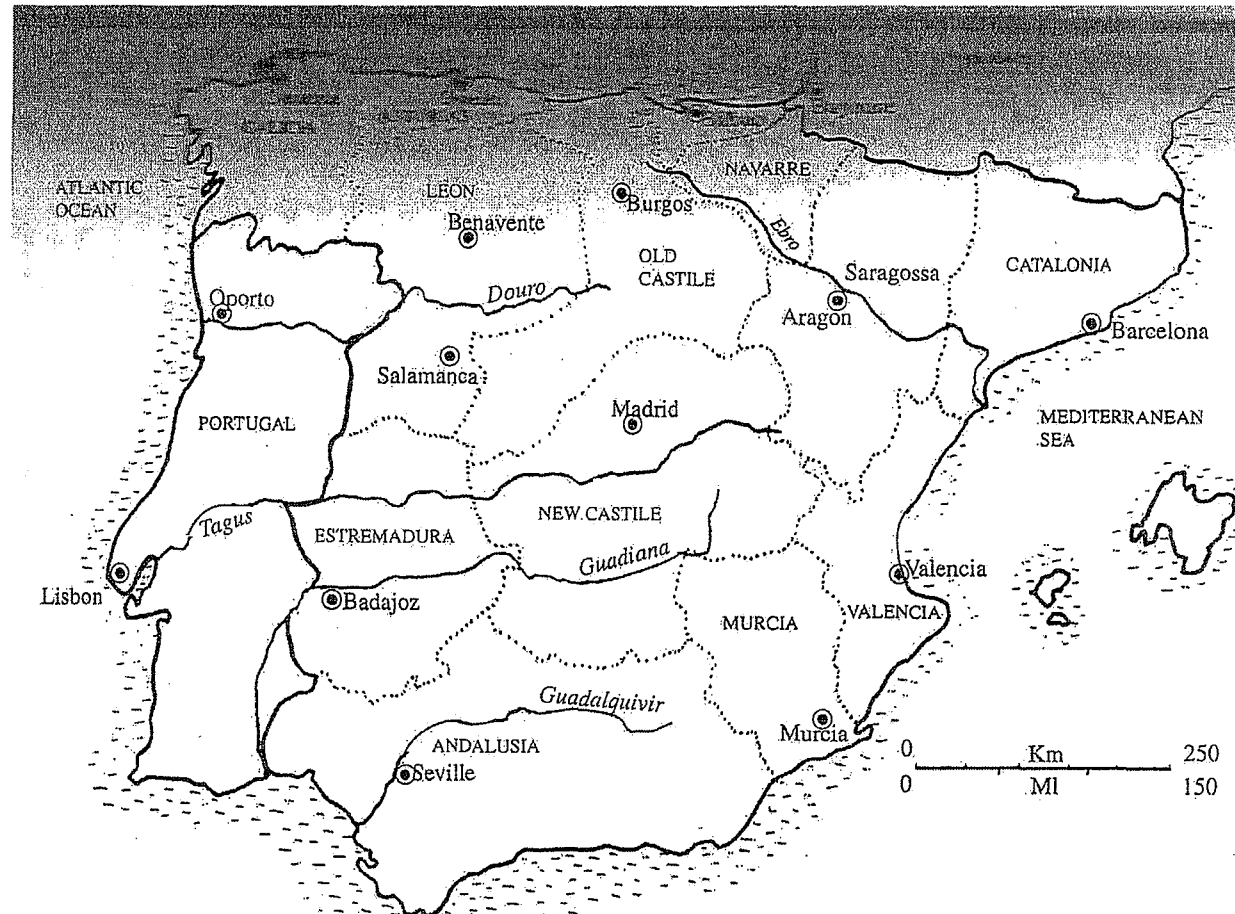 GALICIA
ATLANTIC
OCEAN
LEON
Benavente
Burgos
NAVARRE
Ebro
OLD
CASTILE
Saragossa
CATALONIA
Oporto
Douro
Aragon
Barcelona
Salamanca
PORTUGAL
Madrid
MEDITERRANEAN
SEA
Tagus
ESTREMADURA
NEW CASTILE
Guadiana
Lisbon
Badajoz
Valencia
MURCIA
VALENCIA
Guadalquivir
ANDALUSIA
Seville
Murcia
0 Km 250
0 MI 150